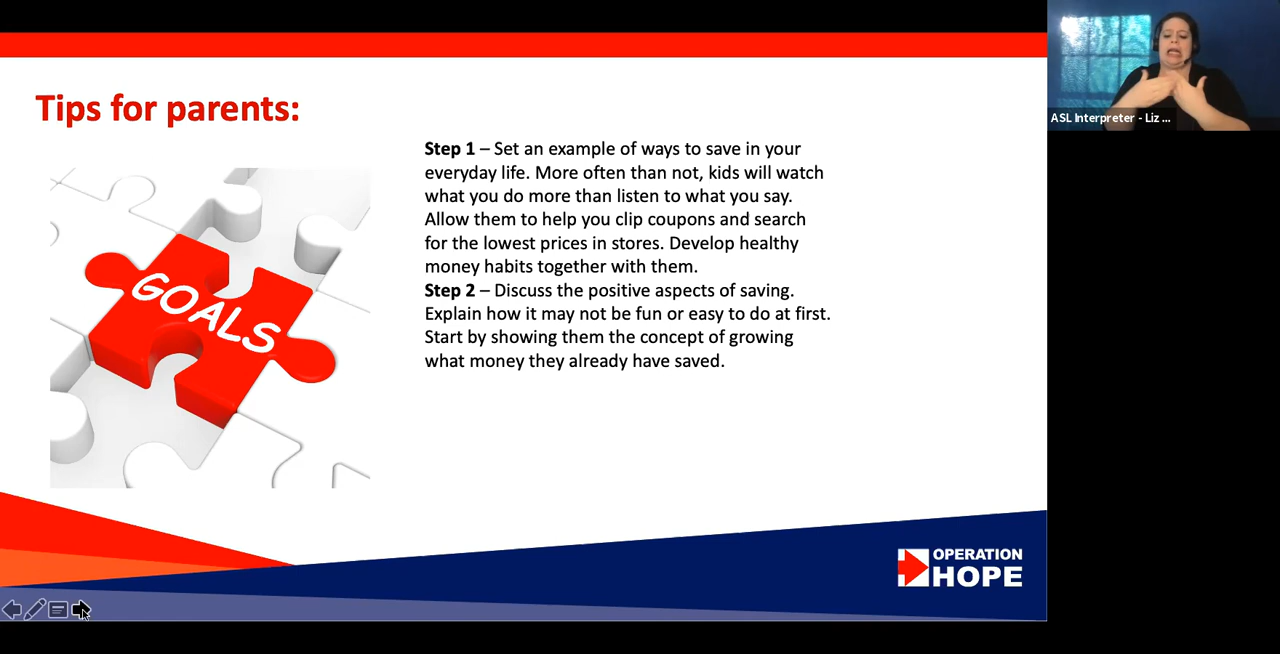 Tips for parents:
ASL Interpreter - Liz ...
Step 1 – Set an example of ways to save in your
everyday life. More often than not, kids will watch
what you do more than listen to what you say.
Allow them to help you clip coupons and search
for the lowest prices in stores. Develop healthy
money habits together with them.
Step 2 – Discuss the positive aspects of saving.
Explain how it may not be fun or easy to do at first.
Start by showing them the concept of growing
what money they already have saved.
GOALS
OPERATION
HOPE